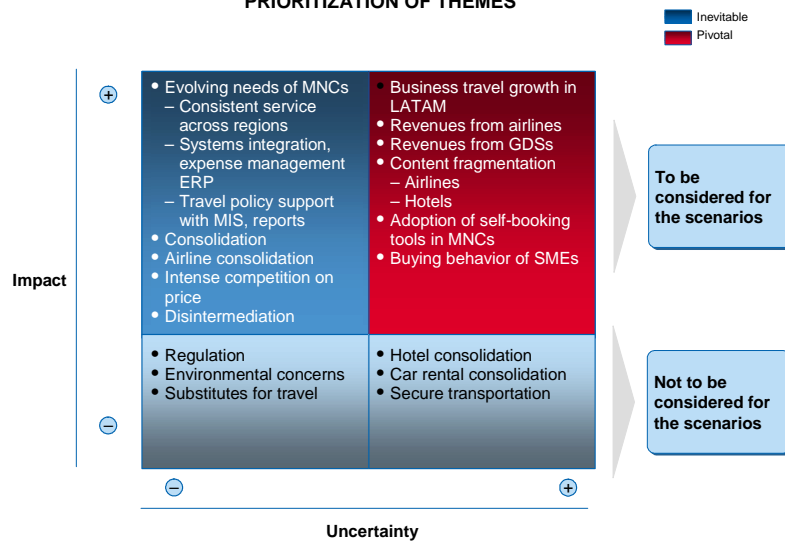 PRIORITIZATION OF THEMES
Inevitable
Pivotal
Impact
+
• Evolving needs of MNCs
– Consistent service
across regions
– Systems integration,
expense management
ERP
– Travel policy support
with MIS, reports
• Consolidation
• Airline consolidation
• Intense competition on
price
• Disintermediation
• Business travel growth in
LATAM
• Revenues from airlines
• Revenues from GDSs
• Content fragmentation
– Airlines
– Hotels
• Adoption of self-booking
tools in MNCs
• Buying behavior of SMEs
To be
considered for
the scenarios
• Regulation
• Environmental concerns
• Substitutes for travel
• Hotel consolidation
• Car rental consolidation
• Secure transportation
Not to be
considered for
the scenarios
–
–
+
Uncertainty